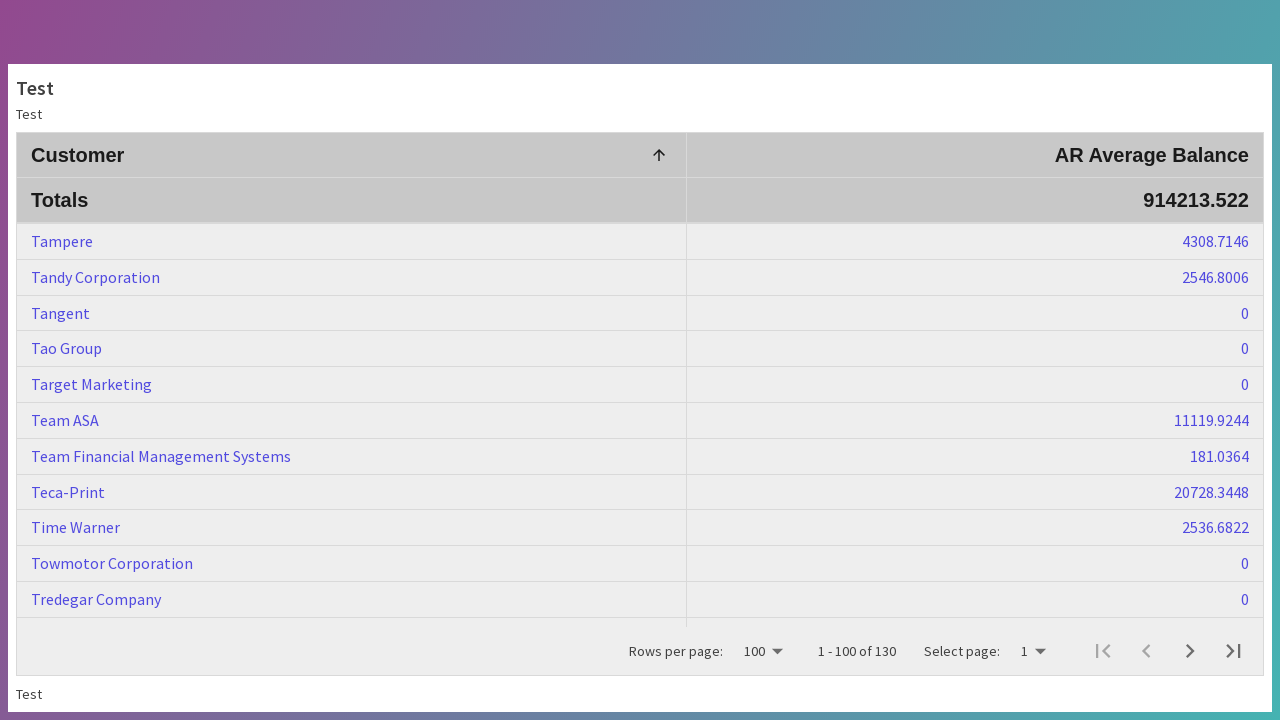 Test
Test
Customer AR Average Balance
Totals 914213.522
Tampere 4308.7146
Tandy Corporation 2546.8006
Tangent 0
Tao Group 0
Target Marketing 0
Team ASA 11119.9244
Team Financial Management Systems 181.0364
Teca-Print 20728.3448
Time Warner 2536.6822
Towmotor Corporation 0
Tredegar Company 0
Rows per page: 100 1 - 100 of 130 Select page: 1
Test